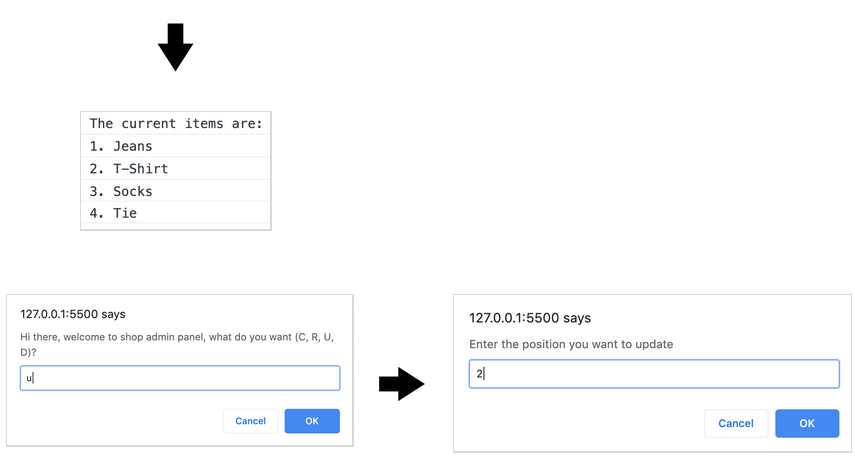 The current items are:
1. Jeans
2. T-Shirt
3. Socks
4. Tie
127.0.0.1:5500 says
Hi there, welcome to shop admin panel, what do you want (C, R, U,
D)?
u
Cancel
OK
127.0.0.1:5500 says
Enter the position you want to update
2
Cancel
OK